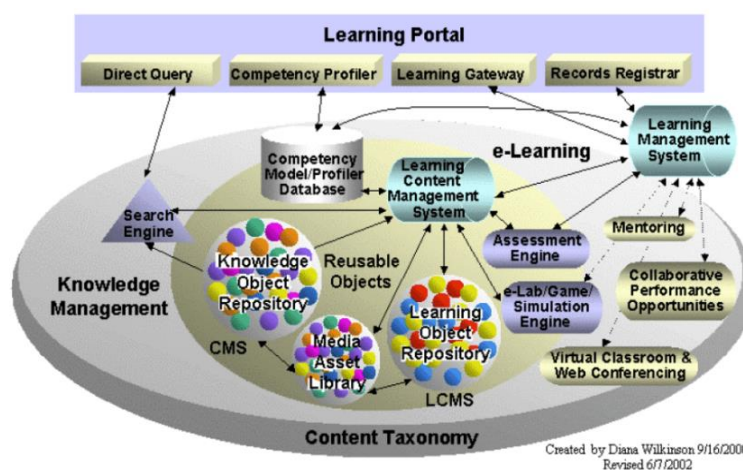 Learning Portal
Direct Query
Competency Profiler
Learning Gateway
Records Registrar
Learning
Management
System
e-Learning
Competency
Model/Profiler
Database
Learning
Content
Management
System
Search
Engine
Mentoring
Assessment
Engine
Knowledge
Management
Knowledge
Object
Repository
Reusable
Objects
Collaborative
Performance
Opportunities
e-Lab/Game/
Simulation
Engine
Learning
Object
Repository
CMS
Media
Asset
Library
Virtual Classroom &
Web Conferencing
LCMS
Content Taxonomy
Created by Diana Wilkinson
Revised 6/7/2002